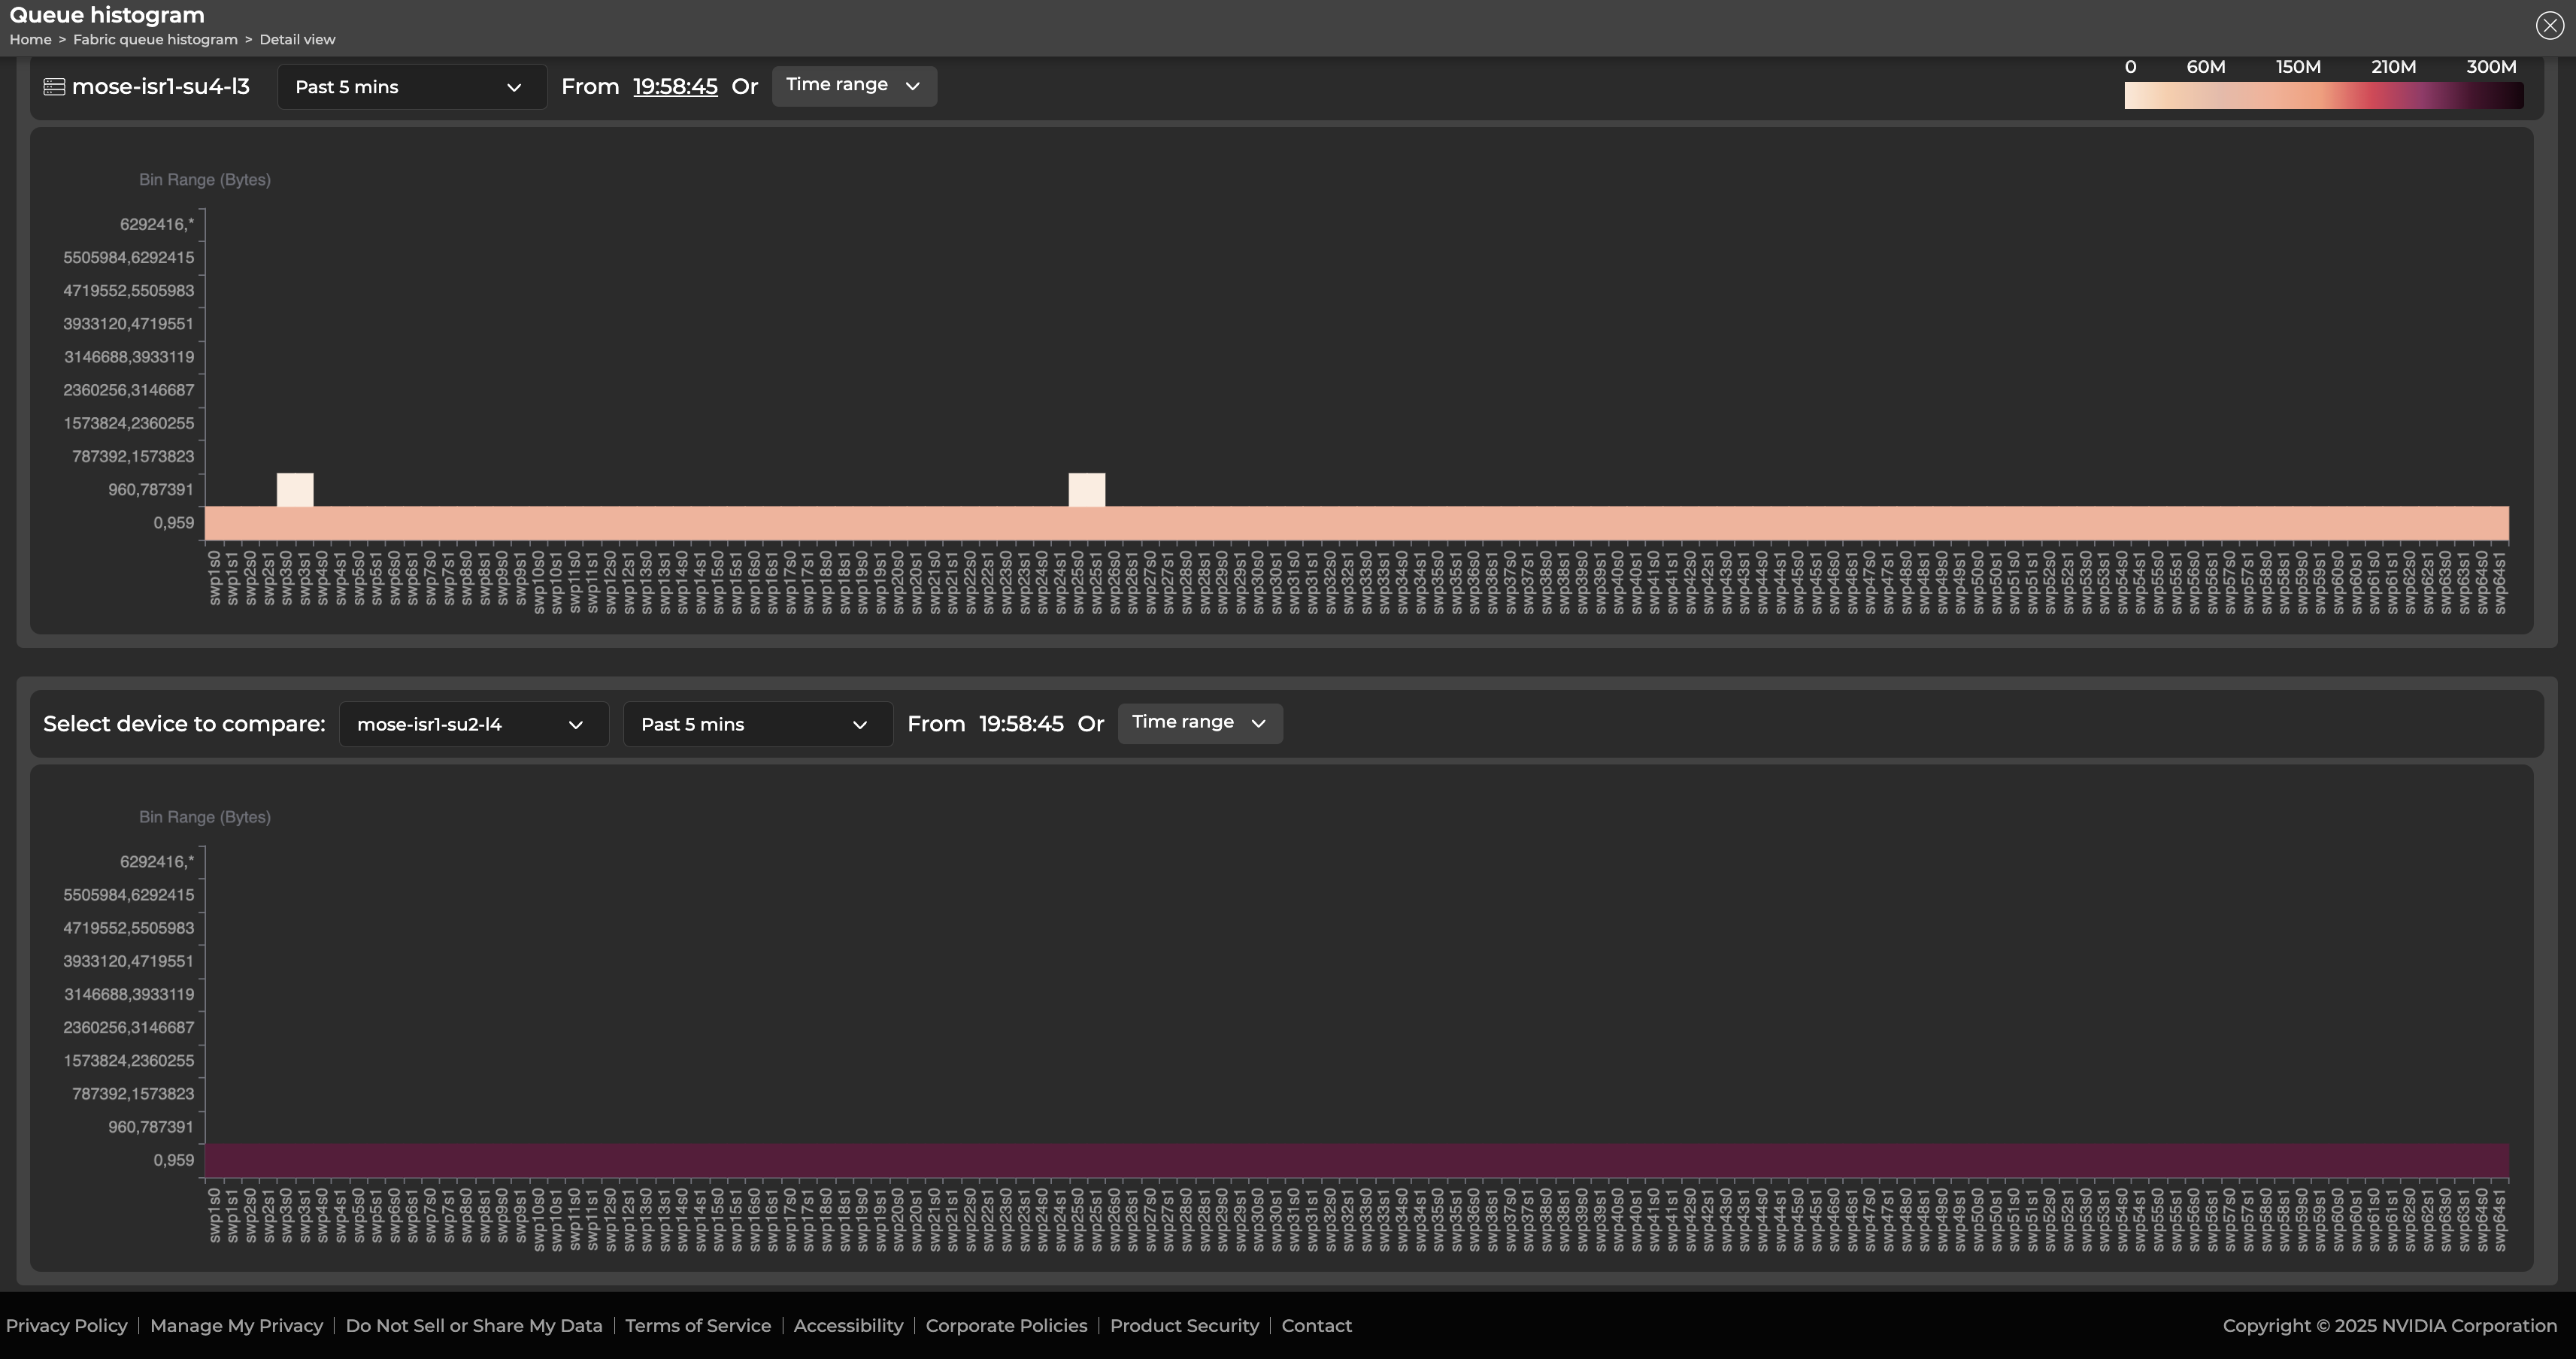 Queue histogram
Home > Fabric queue histogram > Detail view
mose-isr1-su4-l3 Past 5 mins From 19:58:45 Or Time range
0 60M 150M 210M 300M
Bin Range (Bytes)
6292416,*
5505984,6292415
4719552,5505983
3933120,4719551
3146688,3933119
2360256,3146687
1573824,2360255
787392,1573823
960,787391
0,959
swp1s0 swp1s1 swp2s0 swp2s1 swp3s0 swp3s1 swp4s0 swp4s1 swp5s0 swp5s1 swp6s0 swp6s1 swp7s0 swp7s1 swp8s0 swp8s1 swp9s0 swp9s1 swp10s0 swp10s1 swp11s0 swp11s1 swp12s0 swp12s1 swp13s0 swp13s1 swp14s0 swp14s1 swp15s0 swp15s1 swp16s0 swp16s1 swp17s0 swp17s1 swp18s0 swp18s1 swp19s0 swp19s1 swp20s0 swp20s1 swp21s0 swp21s1 swp22s0 swp22s1 swp23s0 swp23s1 swp24s0 swp24s1 swp25s0 swp25s1 swp26s0 swp26s1 swp27s0 swp27s1 swp28s0 swp28s1 swp29s0 swp29s1 swp30s0 swp30s1 swp31s0 swp31s1 swp32s0 swp32s1 swp33s0 swp33s1 swp34s0 swp34s1 swp35s0 swp35s1 swp36s0 swp36s1 swp37s0 swp37s1 swp38s0 swp38s1 swp39s0 swp39s1 swp40s0 swp40s1 swp41s0 swp41s1 swp42s0 swp42s1 swp43s0 swp43s1 swp44s0 swp44s1 swp45s0 swp45s1 swp46s0 swp46s1 swp47s0 swp47s1 swp48s0 swp48s1 swp49s0 swp49s1 swp50s0 swp50s1 swp51s0 swp51s1 swp52s0 swp52s1 swp53s0 swp53s1 swp54s0 swp54s1 swp55s0 swp55s1 swp56s0 swp56s1 swp57s0 swp57s1 swp58s0 swp58s1 swp59s0 swp59s1 swp60s0 swp60s1 swp61s0 swp61s1 swp62s0 swp62s1 swp63s0 swp63s1 swp64s0 swp64s1
Select device to compare: mose-isr1-su2-l4 Past 5 mins From 19:58:45 Or Time range
Bin Range (Bytes)
6292416,*
5505984,6292415
4719552,5505983
3933120,4719551
3146688,3933119
2360256,3146687
1573824,2360255
787392,1573823
960,787391
0,959
swp1s0 swp1s1 swp2s0 swp2s1 swp3s0 swp3s1 swp4s0 swp4s1 swp5s0 swp5s1 swp6s0 swp6s1 swp7s0 swp7s1 swp8s0 swp8s1 swp9s0 swp9s1 swp10s0 swp10s1 swp11s0 swp11s1 swp12s0 swp12s1 swp13s0 swp13s1 swp14s0 swp14s1 swp15s0 swp15s1 swp16s0 swp16s1 swp17s0 swp17s1 swp18s0 swp18s1 swp19s0 swp19s1 swp20s0 swp20s1 swp21s0 swp21s1 swp22s0 swp22s1 swp23s0 swp23s1 swp24s0 swp24s1 swp25s0 swp25s1 swp26s0 swp26s1 swp27s0 swp27s1 swp28s0 swp28s1 swp29s0 swp29s1 swp30s0 swp30s1 swp31s0 swp31s1 swp32s0 swp32s1 swp33s0 swp33s1 swp34s0 swp34s1 swp35s0 swp35s1 swp36s0 swp36s1 swp37s0 swp37s1 swp38s0 swp38s1 swp39s0 swp39s1 swp40s0 swp40s1 swp41s0 swp41s1 swp42s0 swp42s1 swp43s0 swp43s1 swp44s0 swp44s1 swp45s0 swp45s1 swp46s0 swp46s1 swp47s0 swp47s1 swp48s0 swp48s1 swp49s0 swp49s1 swp50s0 swp50s1 swp51s0 swp51s1 swp52s0 swp52s1 swp53s0 swp53s1 swp54s0 swp54s1 swp55s0 swp55s1 swp56s0 swp56s1 swp57s0 swp57s1 swp58s0 swp58s1 swp59s0 swp59s1 swp60s0 swp60s1 swp61s0 swp61s1 swp62s0 swp62s1 swp63s0 swp63s1 swp64s0 swp64s1
Privacy Policy | Manage My Privacy | Do Not Sell or Share My Data | Terms of Service | Accessibility | Corporate Policies | Product Security | Contact
Copyright © 2025 NVIDIA Corporation